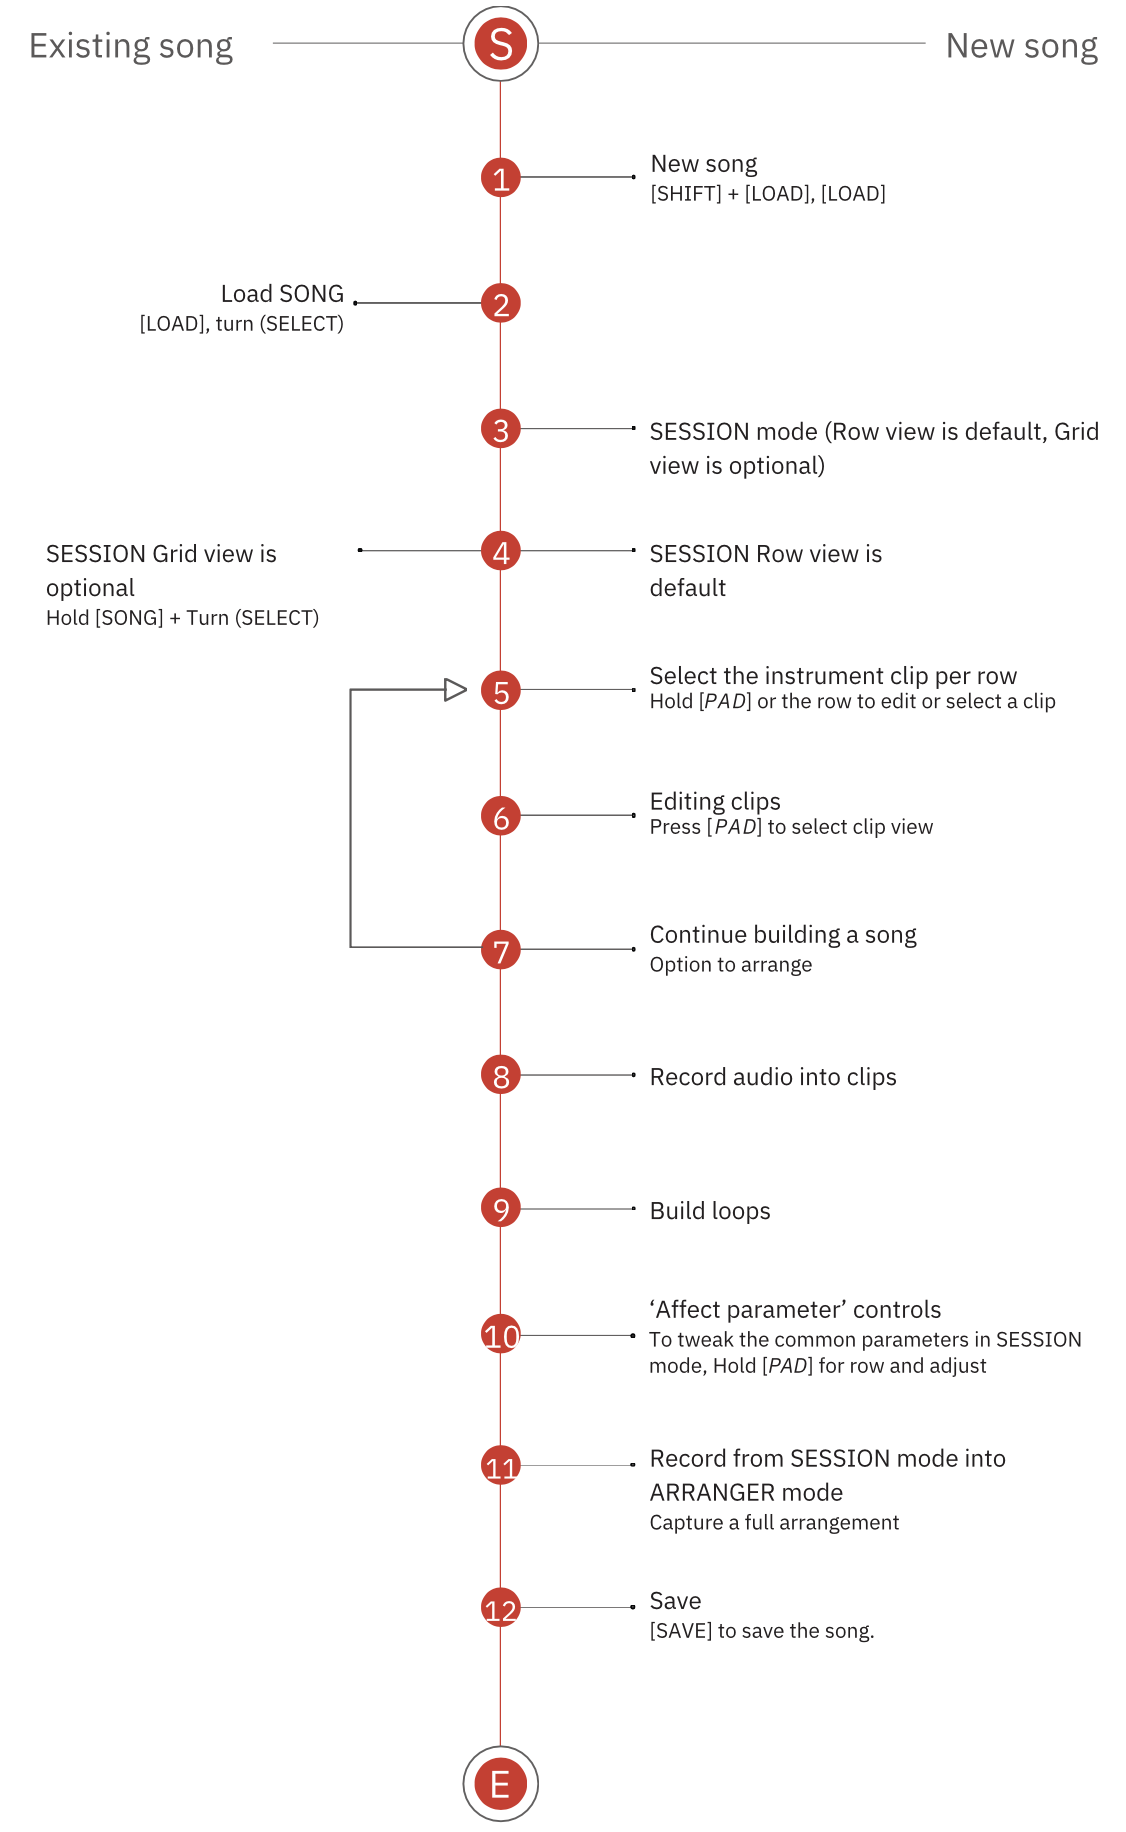 Existing song
S
New song
1
New song
[SHIFT] + [LOAD], [LOAD]
Load SONG
[LOAD], turn (SELECT)
2
3
SESSION mode (Row view is default, Grid
view is optional)
SESSION Grid view is
optional
Hold [SONG] + Turn (SELECT)
4
SESSION Row view is
default
5
Select the instrument clip per row
Hold [PAD] or the row to edit or select a clip
6
Editing clips
Press [PAD] to select clip view
7
Continue building a song
Option to arrange
8
Record audio into clips
9
Build loops
10
‘Affect parameter’ controls
To tweak the common parameters in SESSION
mode, Hold [PAD] for row and adjust
11
Record from SESSION mode into
ARRANGER mode
Capture a full arrangement
12
Save
[SAVE] to save the song.
E